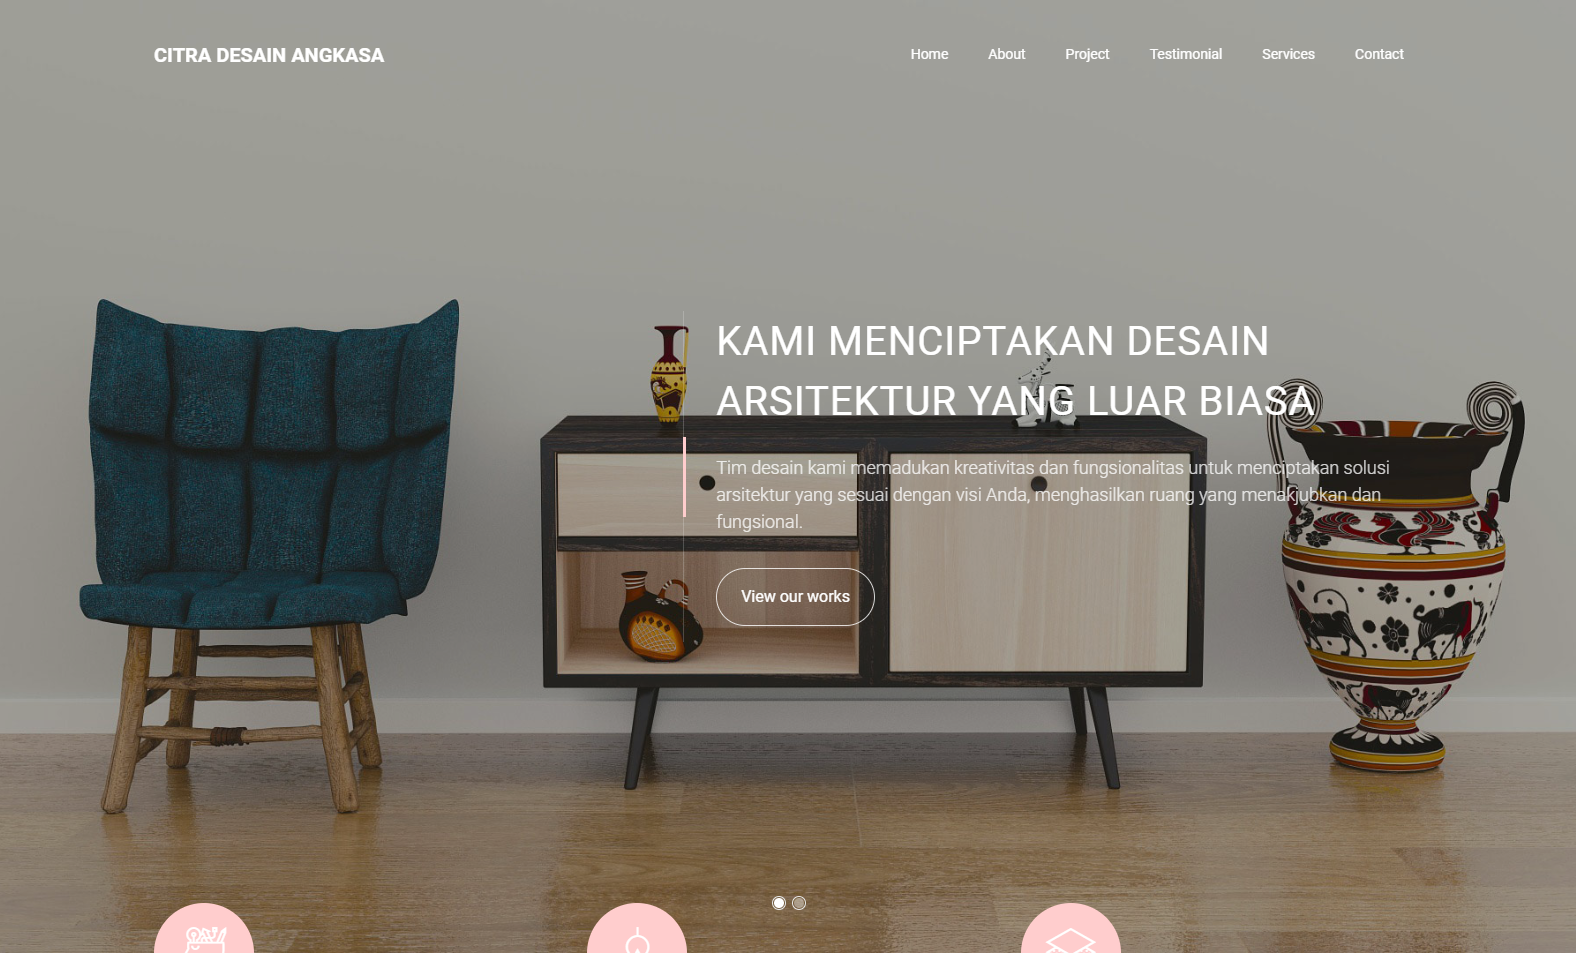 CITRA DESAIN ANGKASA
Home About Project Testimonial Services Contact
KAMI MENCIPTAKAN DESAIN
ARSITEKTUR YANG LUAR BIASA
Tim desain kami memadukan kreativitas dan fungsionalitas untuk menciptakan solusi
arsitektur yang sesuai dengan visi Anda, menghasilkan ruang yang menakjubkan dan
fungsional.
View our works